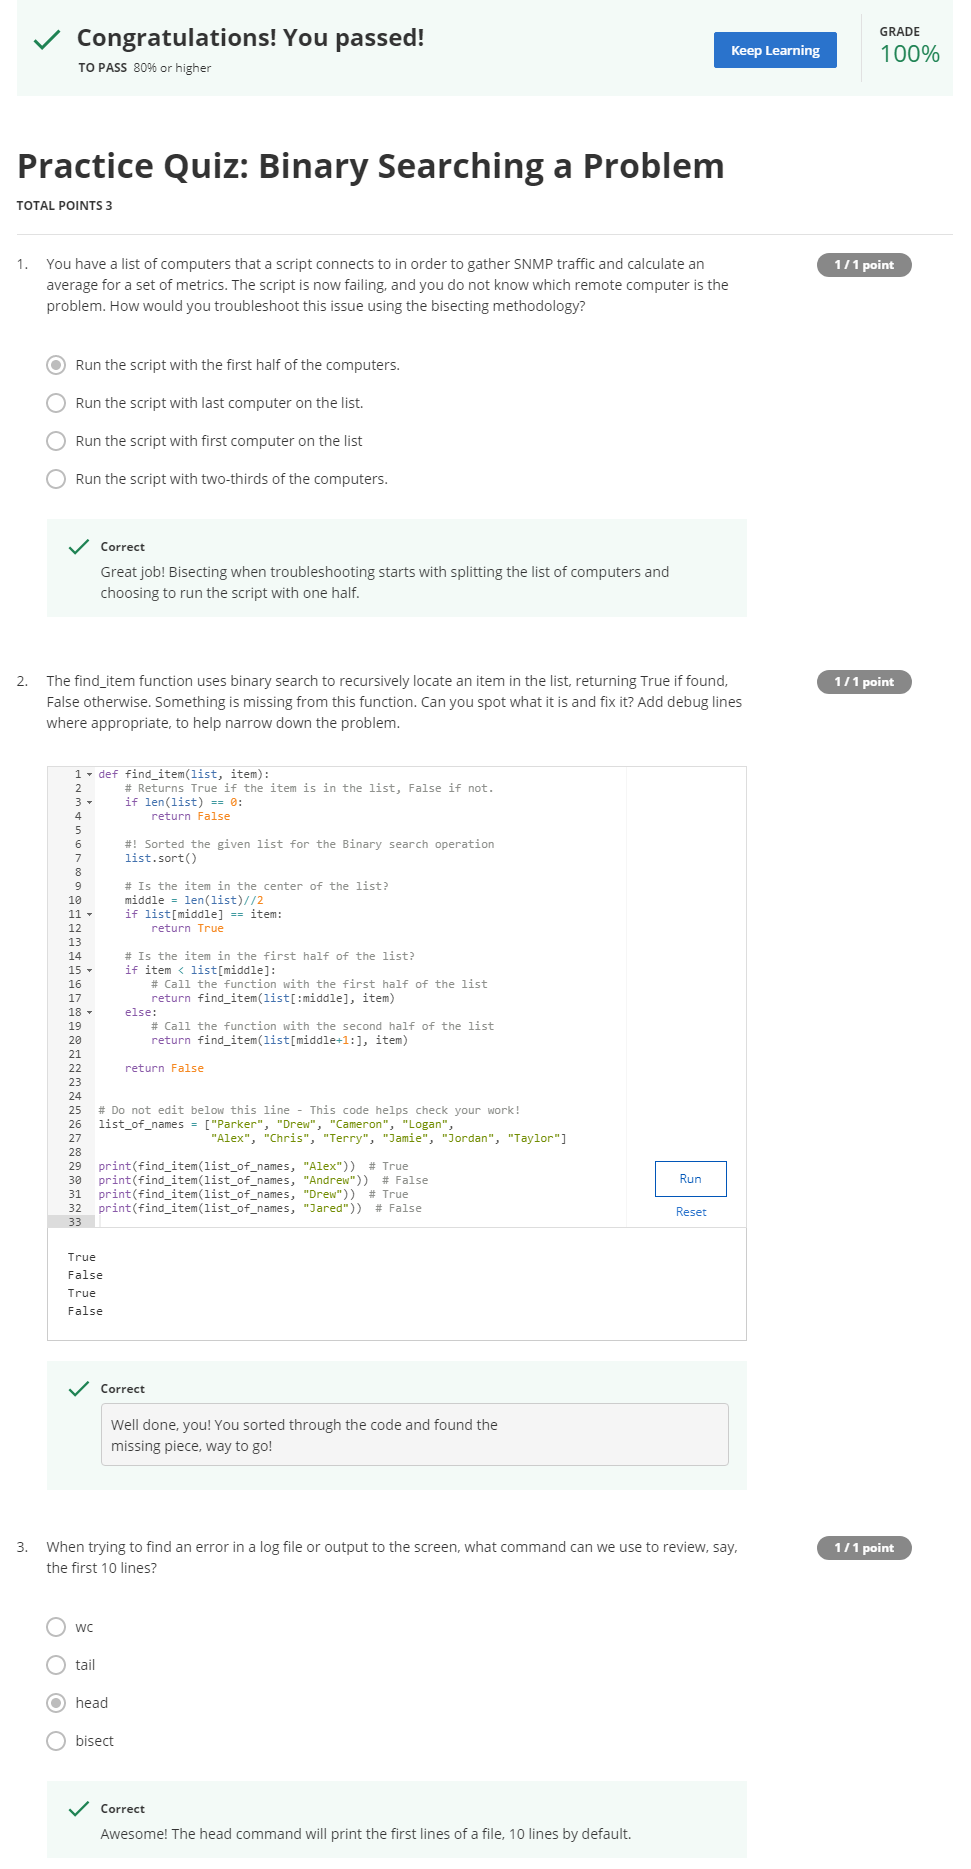 Congratulations! You passed!
TO PASS 80% or higher
Keep Learning
GRADE
100%
Practice Quiz: Binary Searching a Problem
TOTAL POINTS 3
1. You have a list of computers that a script connects to in order to gather SNMP traffic and calculate an
average for a set of metrics. The script is now failing, and you do not know which remote computer is the
problem. How would you troubleshoot this issue using the bisecting methodology?
1 / 1 point
Run the script with the first half of the computers.
Run the script with last computer on the list.
Run the script with first computer on the list
Run the script with two-thirds of the computers.
Correct
Great job! Bisecting when troubleshooting starts with splitting the list of computers and
choosing to run the script with one half.
2. The find_item function uses binary search to recursively locate an item in the list, returning True if found,
False otherwise. Something is missing from this function. Can you spot what it is and fix it? Add debug lines
where appropriate, to help narrow down the problem.
1 / 1 point
1 def find_item(list, item):
2     # Returns True if the item is in the list, False if not.
3     if len(list) == 0:
4         return False
5
6     #! Sorted the given list for the Binary search operation
7     list.sort()
8
9     # Is the item in the center of the list?
10     middle = len(list)//2
11     if list[middle] == item:
12         return True
13
14     # Is the item in the first half of the list?
15     if item < list[middle]:
16         # Call the function with the first half of the list
17         return find_item(list[:middle], item)
18     else:
19         # Call the function with the second half of the list
20         return find_item(list[middle+1:], item)
21
22     return False
23
24
25 # Do not edit below this line - This code helps check your work!
26 list_of_names = ["Parker", "Drew", "Cameron", "Logan",
27                  "Alex", "Chris", "Terry", "Jamie", "Jordan", "Taylor"]
28
29 print(find_item(list_of_names, "Alex"))  # True
30 print(find_item(list_of_names, "Andrew"))  # False
31 print(find_item(list_of_names, "Drew"))  # True
32 print(find_item(list_of_names, "Jared"))  # False
33
Run
Reset
True
False
True
False
Correct
Well done, you! You sorted through the code and found the
missing piece, way to go!
3. When trying to find an error in a log file or output to the screen, what command can we use to review, say,
the first 10 lines?
1 / 1 point
wc
tail
head
bisect
Correct
Awesome! The head command will print the first lines of a file, 10 lines by default.